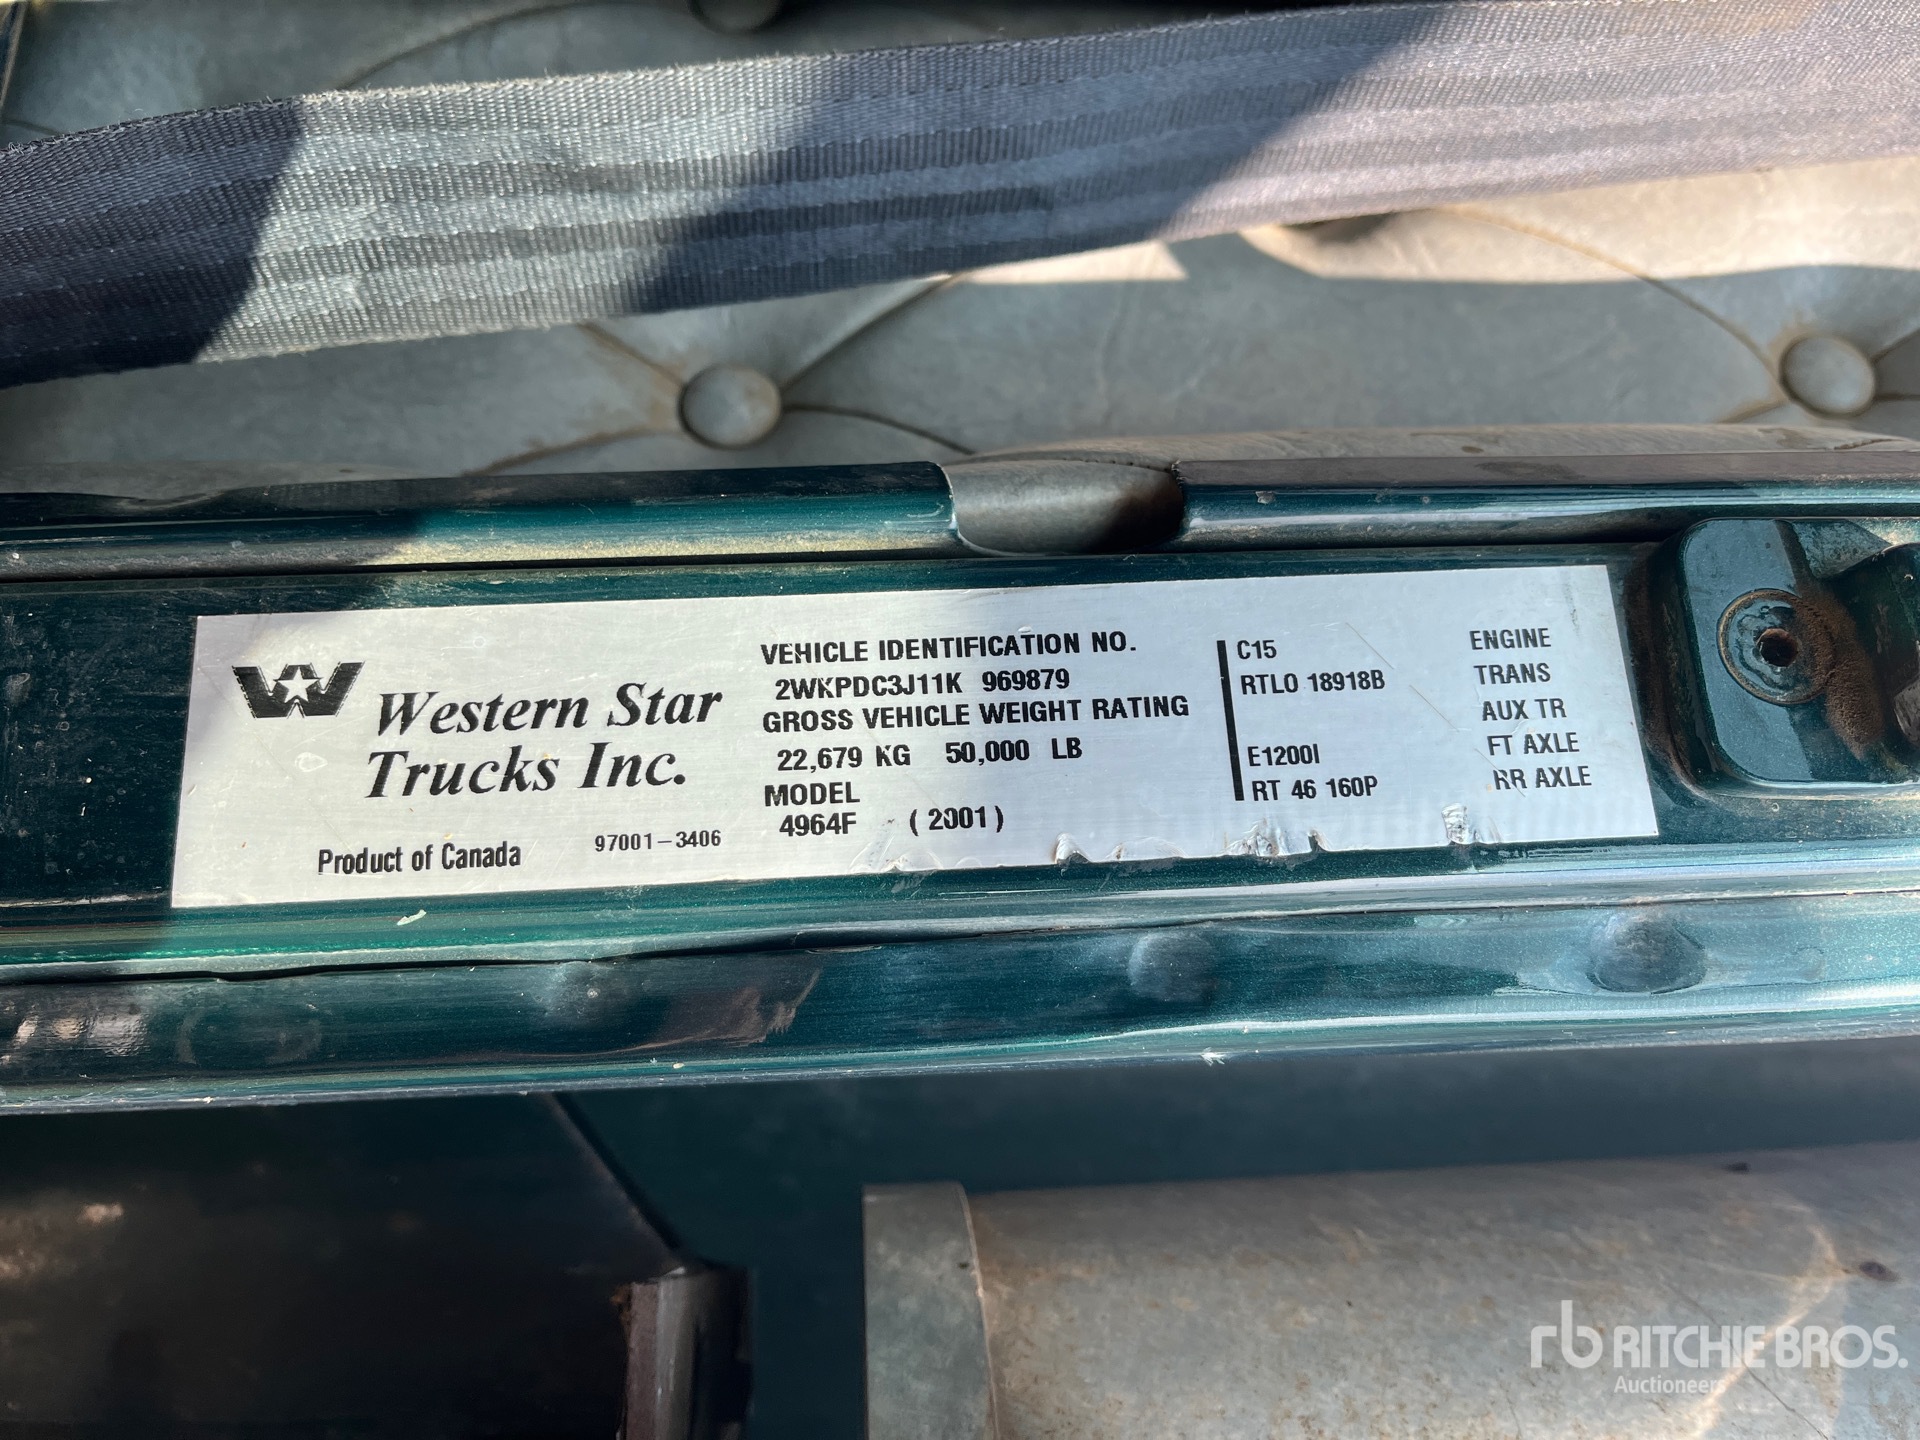 Western Star
Trucks Inc.
Product of Canada
97001-3406
VEHICLE IDENTIFICATION NO.
2WKPDC3J11K 969879
GROSS VEHICLE WEIGHT RATING
22,679 KG 50,000 LB
MODEL
4964F (2001)
C15 ENGINE
RTLO 18918B TRANS
AUX TR
E1200I FT AXLE
RT 46 160P RR AXLE
rb RITCHIE BROS.
Auctioneers